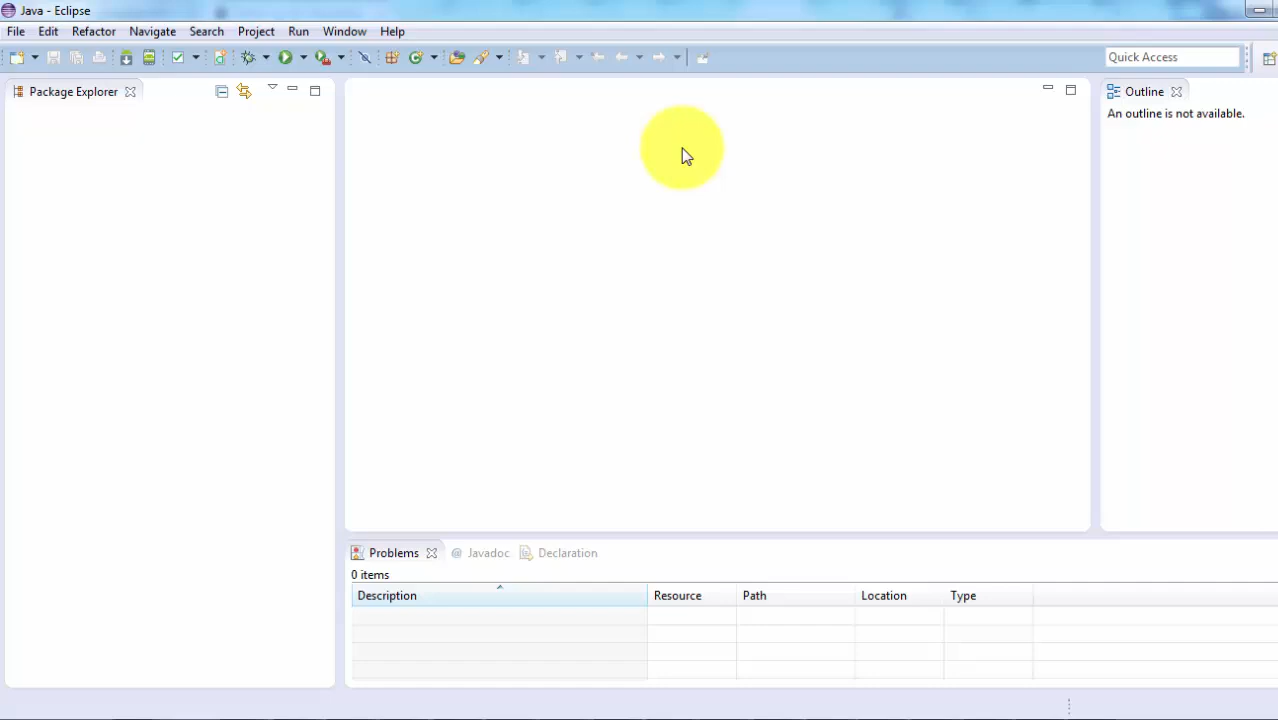 Java - Eclipse
File Edit Refactor Navigate Search Project Run Window Help
Quick Access
Package Explorer
Outline
An outline is not available.
Problems @ Javadoc Declaration
0 items
Description Resource Path Location Type